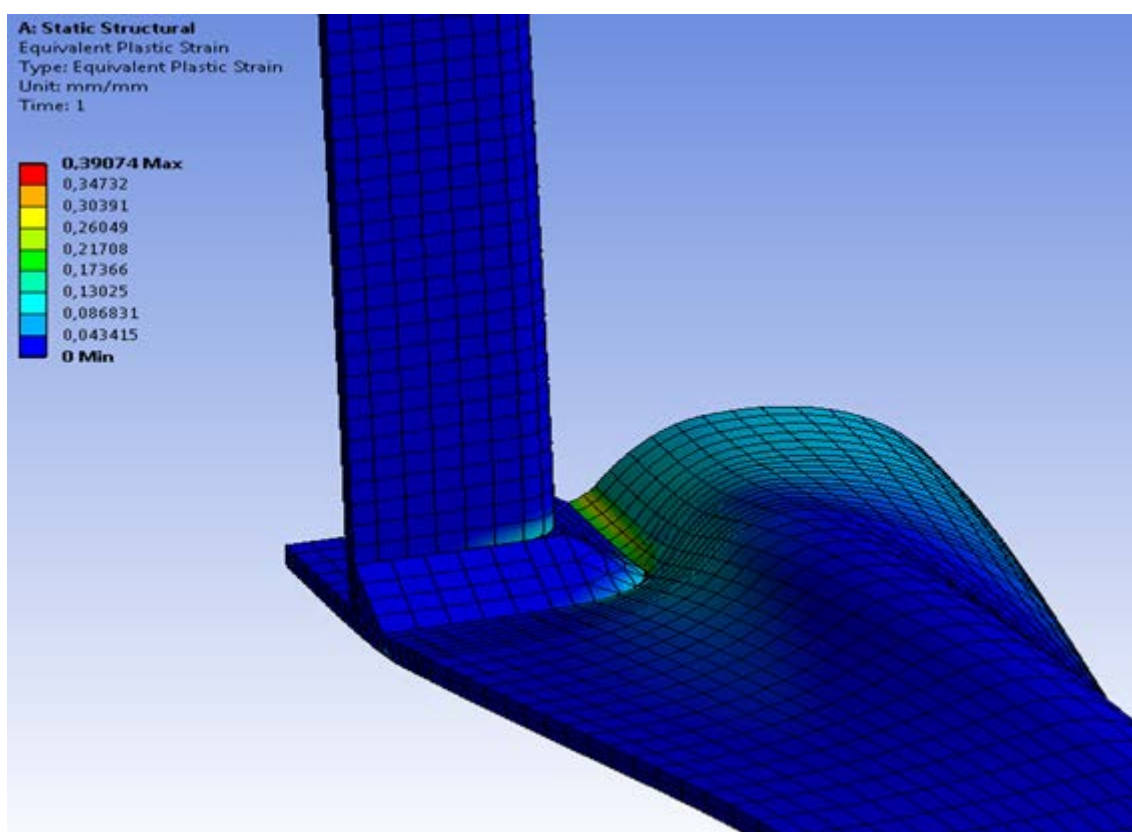 A: Static Structural
Equivalent Plastic Strain
Type: Equivalent Plastic Strain
Unit: mm/mm
Time: 1
0,39074 Max
0,34732
0,30391
0,26049
0,21708
0,17366
0,13025
0,086831
0,043415
0 Min